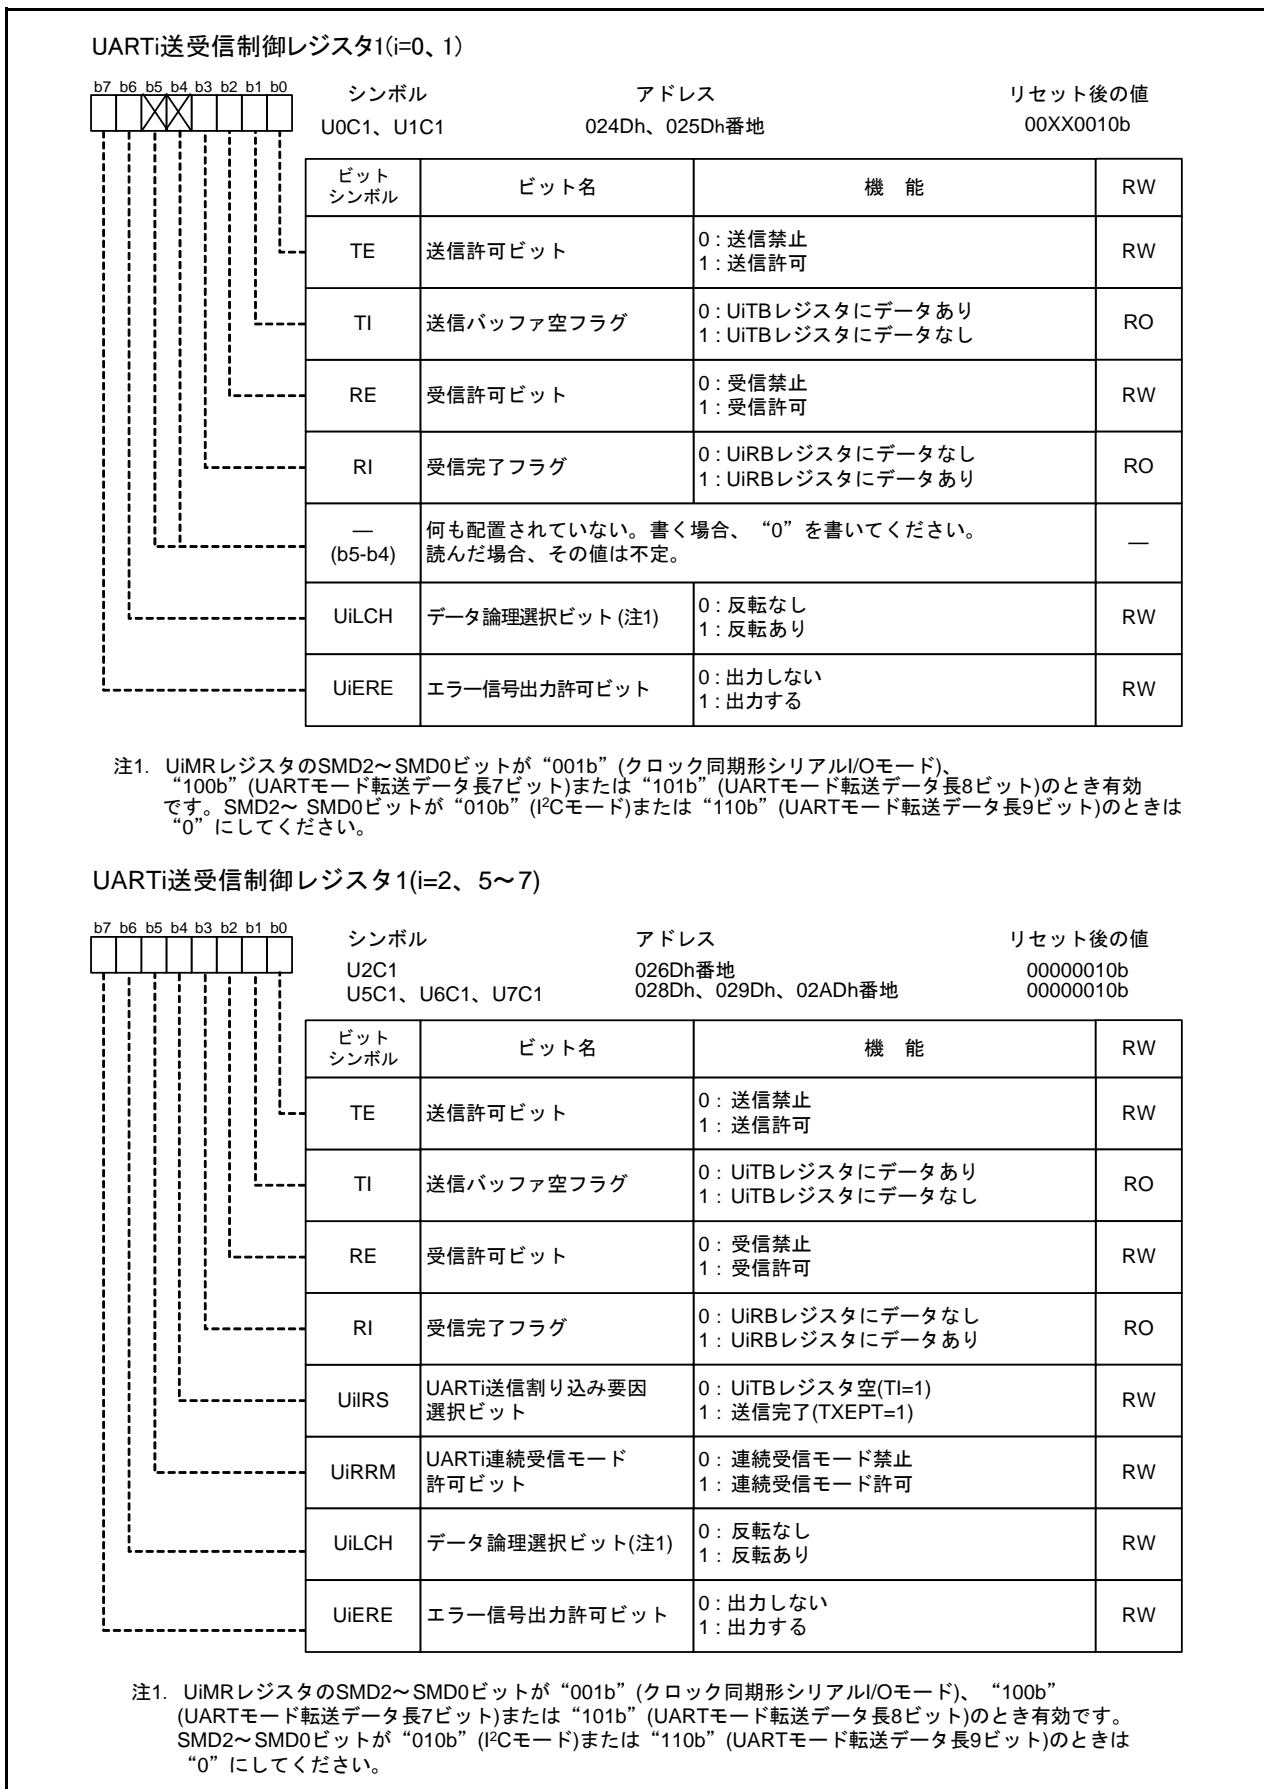 UARTi送受信制御レジスタ1(i=0、1)
b7 b6 b5 b4 b3 b2 b1 b0
シンボル アドレス リセット後の値
U0C1、U1C1 024Dh、025Dh番地 00XX0010b
ビット
シンボル ビット名 機 能 RW
TE 送信許可ビット 0 : 送信禁止
1 : 送信許可 RW
TI 送信バッファ空フラグ 0 : UiTBレジスタにデータあり
1 : UiTBレジスタにデータなし RO
RE 受信許可ビット 0 : 受信禁止
1 : 受信許可 RW
RI 受信完了フラグ 0 : UiRBレジスタにデータなし
1 : UiRBレジスタにデータあり RO
—
(b5-b4) 何も配置されていない。書く場合、“0”を書いてください。
読んだ場合、その値は不定。 —
UiLCH データ論理選択ビット (注1) 0 : 反転なし
1 : 反転あり RW
UiERE エラー信号出力許可ビット 0 : 出力しない
1 : 出力する RW
注1. UiMRレジスタのSMD2～SMD0ビットが“001b”(クロック同期形シリアルI/Oモード)、
“100b”(UARTモード転送データ長7ビット)または“101b”(UARTモード転送データ長8ビット)のとき有効
です。SMD2～ SMD0ビットが“010b”(I²Cモード)または“110b”(UARTモード転送データ長9ビット)のときは
“0”にしてください。
UARTi送受信制御レジスタ1(i=2、5～7)
b7 b6 b5 b4 b3 b2 b1 b0
シンボル アドレス リセット後の値
U2C1 026Dh番地 00000010b
U5C1、U6C1、U7C1 028Dh、029Dh、02ADh番地 00000010b
ビット
シンボル ビット名 機 能 RW
TE 送信許可ビット 0 : 送信禁止
1 : 送信許可 RW
TI 送信バッファ空フラグ 0 : UiTBレジスタにデータあり
1 : UiTBレジスタにデータなし RO
RE 受信許可ビット 0 : 受信禁止
1 : 受信許可 RW
RI 受信完了フラグ 0 : UiRBレジスタにデータなし
1 : UiRBレジスタにデータあり RO
UiIRS UARTi送信割り込み要因
選択ビット 0 : UiTBレジスタ空(TI=1)
1 : 送信完了(TXEPT=1) RW
UiRRM UARTi連続受信モード
許可ビット 0 : 連続受信モード禁止
1 : 連続受信モード許可 RW
UiLCH データ論理選択ビット(注1) 0 : 反転なし
1 : 反転あり RW
UiERE エラー信号出力許可ビット 0 : 出力しない
1 : 出力する RW
注1. UiMRレジスタのSMD2～SMD0ビットが“001b”(クロック同期形シリアルI/Oモード)、“100b”
(UARTモード転送データ長7ビット)または“101b”(UARTモード転送データ長8ビット)のとき有効です。
SMD2～SMD0ビットが“010b”(I²Cモード)または“110b”(UARTモード転送データ長9ビット)のときは
“0”にしてください。